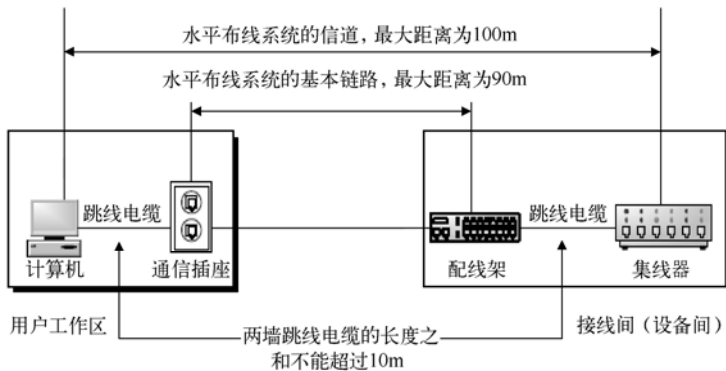 水平布线系统的信道，最大距离为100m
水平布线系统的基本链路，最大距离为90m
跳线电缆
跳线电缆
计算机
通信插座
配线架
集线器
用户工作区
两墙跳线电缆的长度之
和不能超过10m
接线间（设备间）